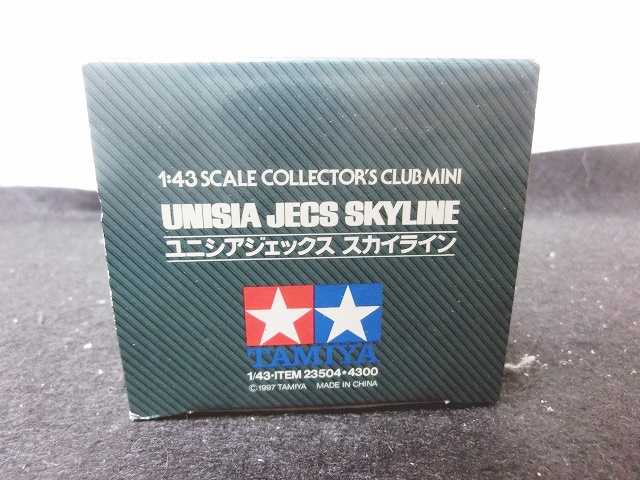 1:43 SCALE COLLECTOR'S CLUB MINI
UNISIA JECS SKYLINE
ユニシアジェックス スカイライン
TAMIYA
1/43・ITEM 23504・4300
©1997 TAMIYA MADE IN CHINA